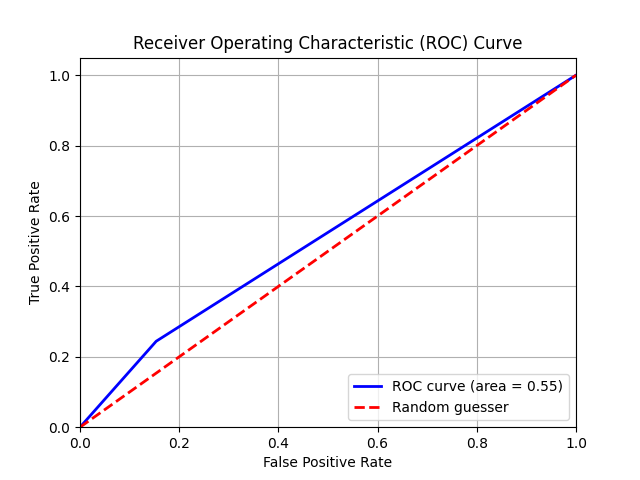 Receiver Operating Characteristic (ROC) Curve
1.0
0.8
0.6
0.4
0.2
0.0
True Positive Rate
ROC curve (area = 0.55)
Random guesser
0.0 0.2 0.4 0.6 0.8 1.0
False Positive Rate